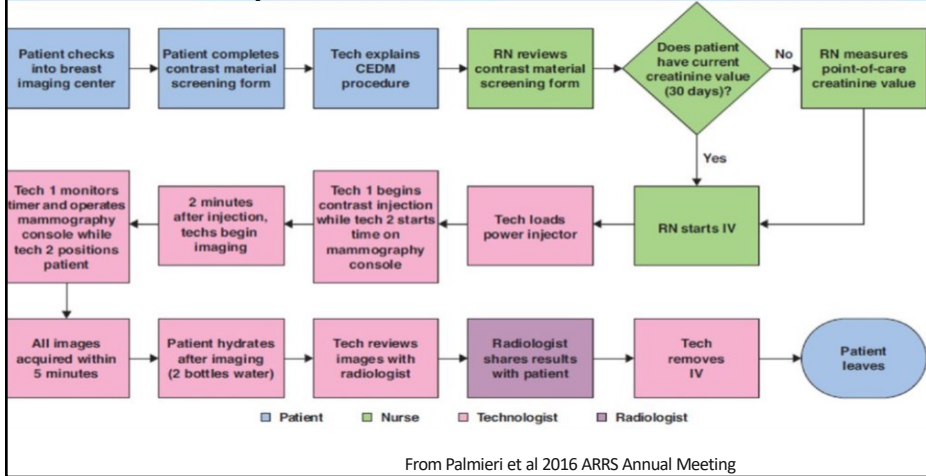 Patient checks
into breast
imaging center
Patient completes
contrast material
screening form
Tech explains
CEDM
procedure
RN reviews
contrast material
screening form
Does patient
have current
creatinine value
(30 days)?
No
RN measures
point-of-care
creatinine value
Yes
RN starts IV
Tech loads
power injector
Tech 1 begins
contrast injection
while tech 2 starts
time on
mammography
console
2 minutes
after injection,
techs begin
imaging
Tech 1 monitors
timer and operates
mammography
console while
tech 2 positions
patient
All images
acquired within
5 minutes
Patient hydrates
after imaging
(2 bottles water)
Tech reviews
images with
radiologist
Radiologist
shares results
with patient
Tech
removes
IV
Patient
leaves
Patient
Nurse
Technologist
Radiologist
From Palmieri et al 2016 ARRS Annual Meeting